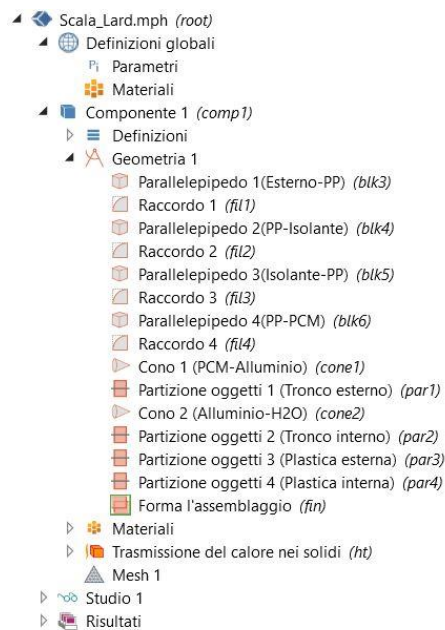 Scala_Lard.mph (root)
Definizioni globali
Pi Parametri
Materiali
Componente 1 (comp1)
Definizioni
Geometria 1
Parallelepipedo 1(Esterno-PP) (blk3)
Raccordo 1 (fil1)
Parallelepipedo 2(PP-Isolante) (blk4)
Raccordo 2 (fil2)
Parallelepipedo 3(Isolante-PP) (blk5)
Raccordo 3 (fil3)
Parallelepipedo 4(PP-PCM) (blk6)
Raccordo 4 (fil4)
Cono 1 (PCM-Alluminio) (cone1)
Partizione oggetti 1 (Tronco esterno) (par1)
Cono 2 (Alluminio-H2O) (cone2)
Partizione oggetti 2 (Tronco interno) (par2)
Partizione oggetti 3 (Plastica esterna) (par3)
Partizione oggetti 4 (Plastica interna) (par4)
Forma l'assemblaggio (fin)
Materiali
Trasmissione del calore nei solidi (ht)
Mesh 1
Studio 1
Risultati